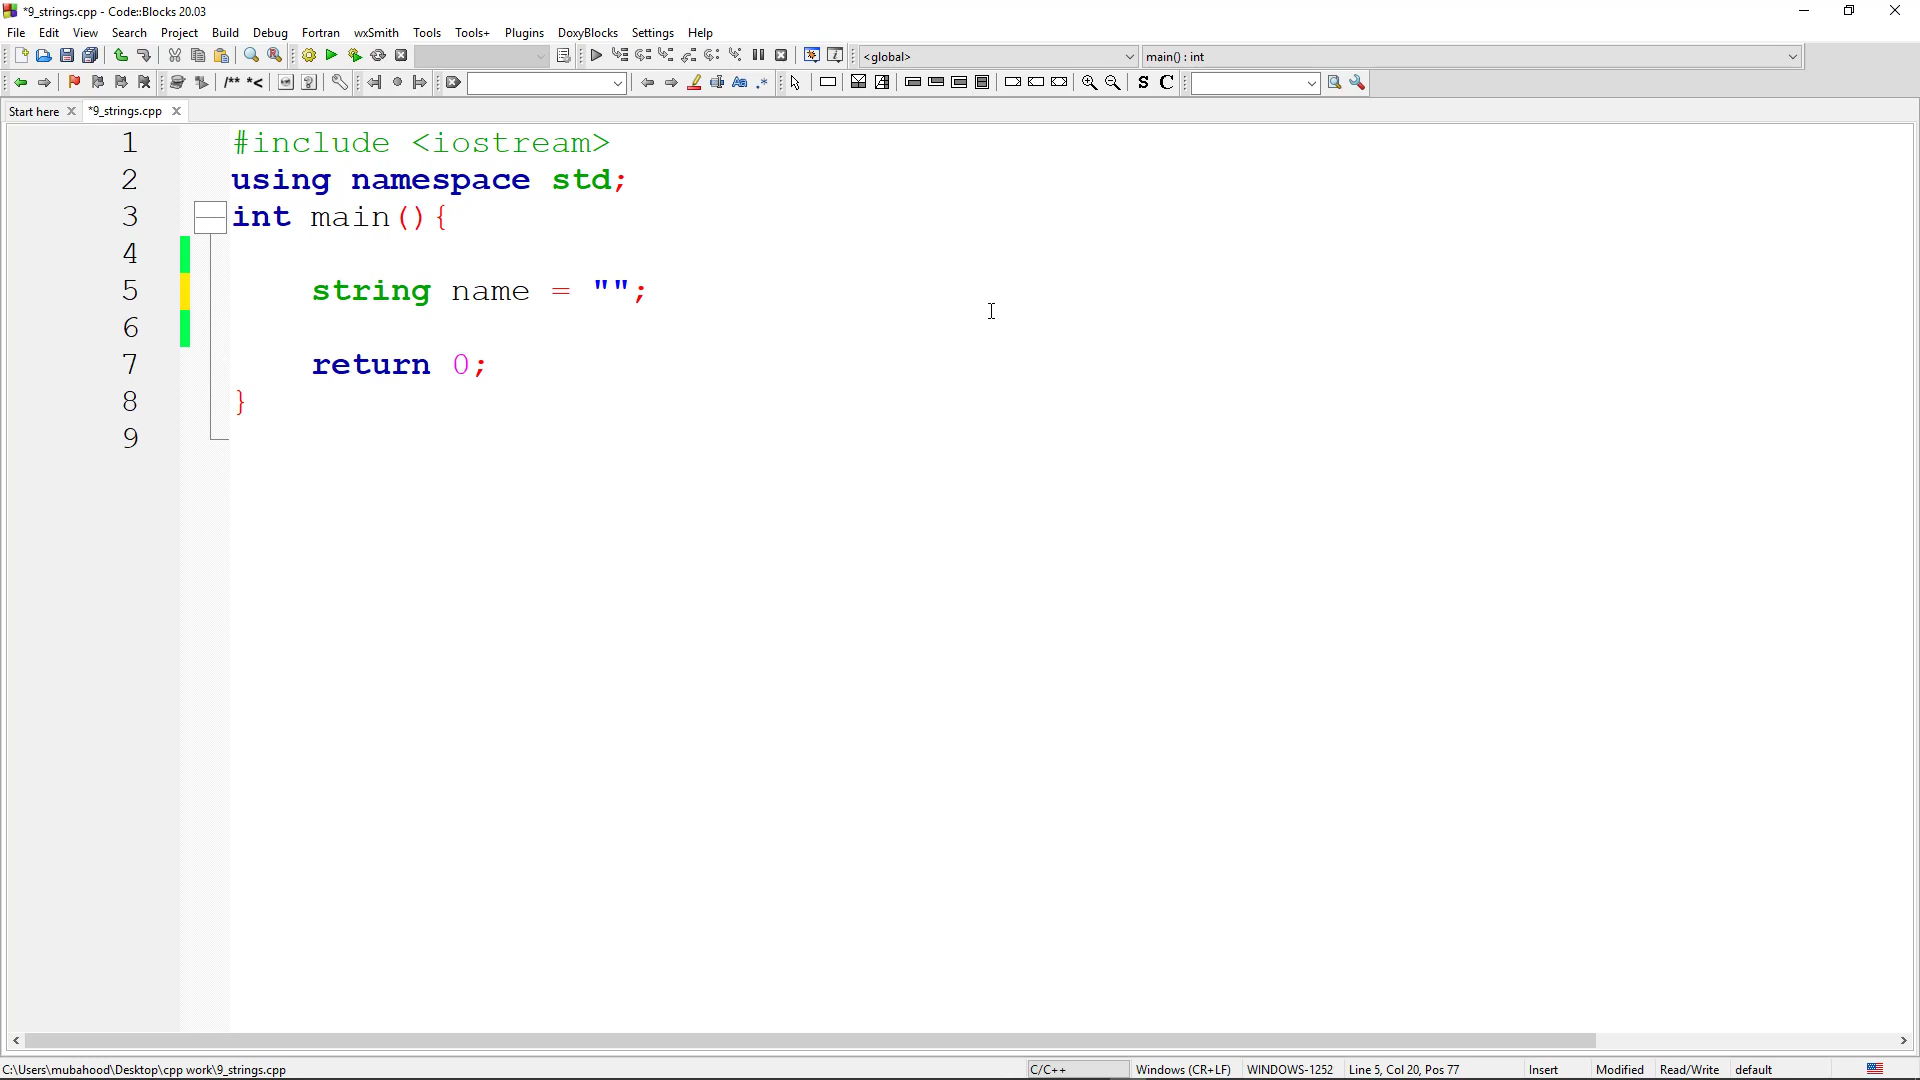 *9_strings.cpp - Code::Blocks 20.03
File Edit View Search Project Build Debug Fortran wxSmith Tools Tools+ Plugins DoxyBlocks Settings Help
<global> main() : int
/** *< Aa .* S C
Start here *9_strings.cpp
1 #include <iostream>
2 using namespace std;
3 int main(){
4
5 string name = "";
6
7 return 0;
8 }
9
C:\Users\mubahood\Desktop\cpp work\9_strings.cpp C/C++ Windows (CR+LF) WINDOWS-1252 Line 5, Col 20, Pos 77 Insert Modified Read/Write default